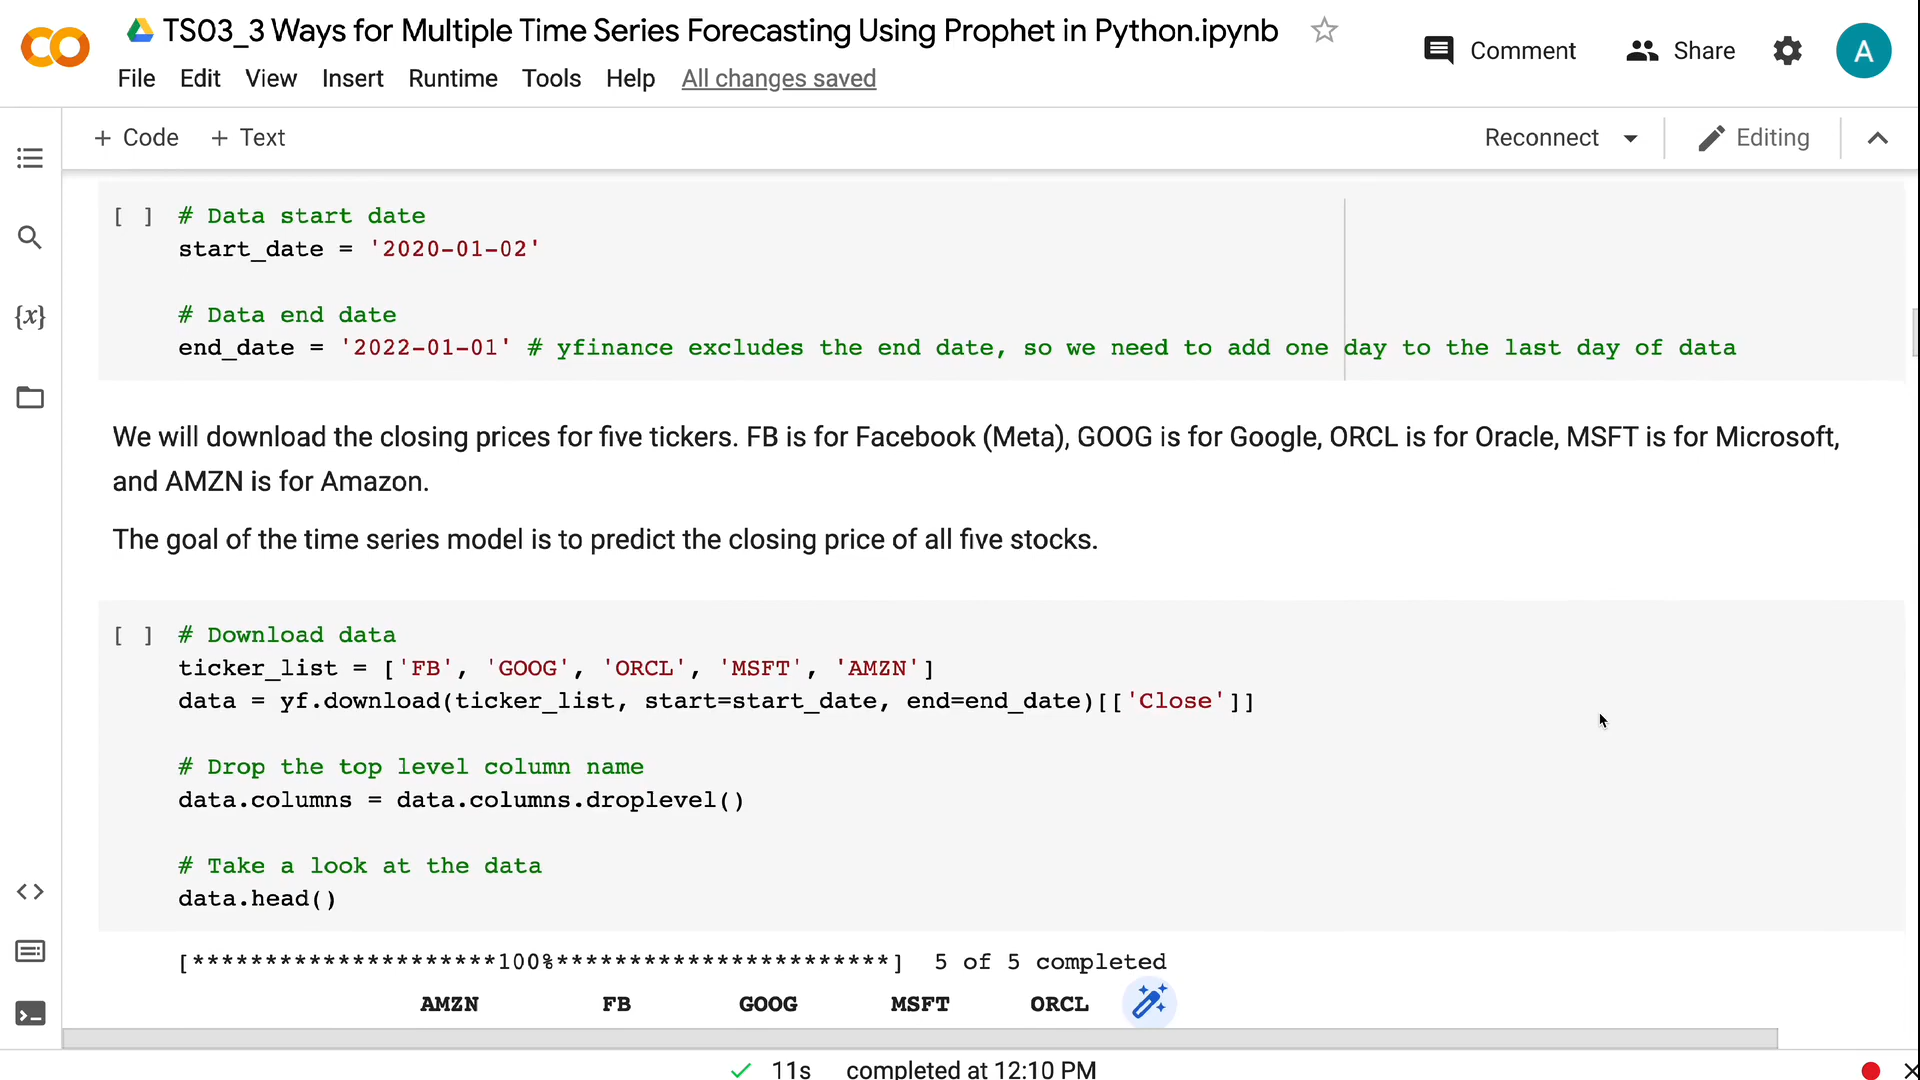 TS03_3 Ways for Multiple Time Series Forecasting Using Prophet in Python.ipynb
Comment
Share
A
File Edit View Insert Runtime Tools Help All changes saved
+ Code + Text
Reconnect
Editing
[ ] # Data start date
start_date = '2020-01-02'
# Data end date
end_date = '2022-01-01' # yfinance excludes the end date, so we need to add one day to the last day of data
{x}
We will download the closing prices for five tickers. FB is for Facebook (Meta), GOOG is for Google, ORCL is for Oracle, MSFT is for Microsoft,
and AMZN is for Amazon.
The goal of the time series model is to predict the closing price of all five stocks.
[ ] # Download data
ticker_list = ['FB', 'GOOG', 'ORCL', 'MSFT', 'AMZN']
data = yf.download(ticker_list, start=start_date, end=end_date)[['Close']]
# Drop the top level column name
data.columns = data.columns.droplevel()
# Take a look at the data
data.head()
[*********************100%***********************] 5 of 5 completed
AMZN FB GOOG MSFT ORCL
11s completed at 12:10 PM